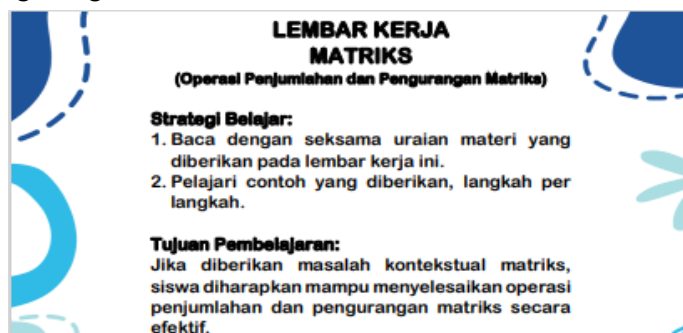 LEMBAR KERJA
MATRIKS
(Operasi Penjumlahan dan Pengurangan Matriks)
Strategi Belajar:
1. Baca dengan seksama uraian materi yang
diberikan pada lembar kerja ini.
2. Pelajari contoh yang diberikan, langkah per
langkah.
Tujuan Pembelajaran:
Jika diberikan masalah kontekstual matriks,
siswa diharapkan mampu menyelesaikan operasi
penjumlahan dan pengurangan matriks secara
efektif.